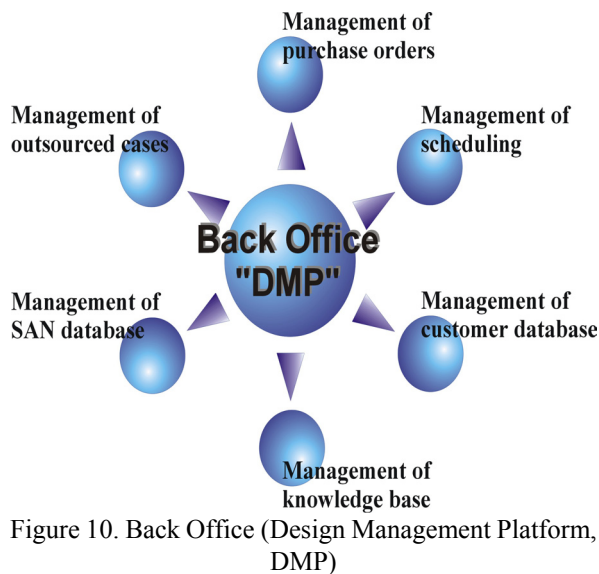 Management of
purchase orders
Management of
outsourced cases
Management of
scheduling
Back Office
"DMP"
Management of
SAN database
Management of
customer database
Management of
knowledge base
Figure 10. Back Office (Design Management Platform,
DMP)